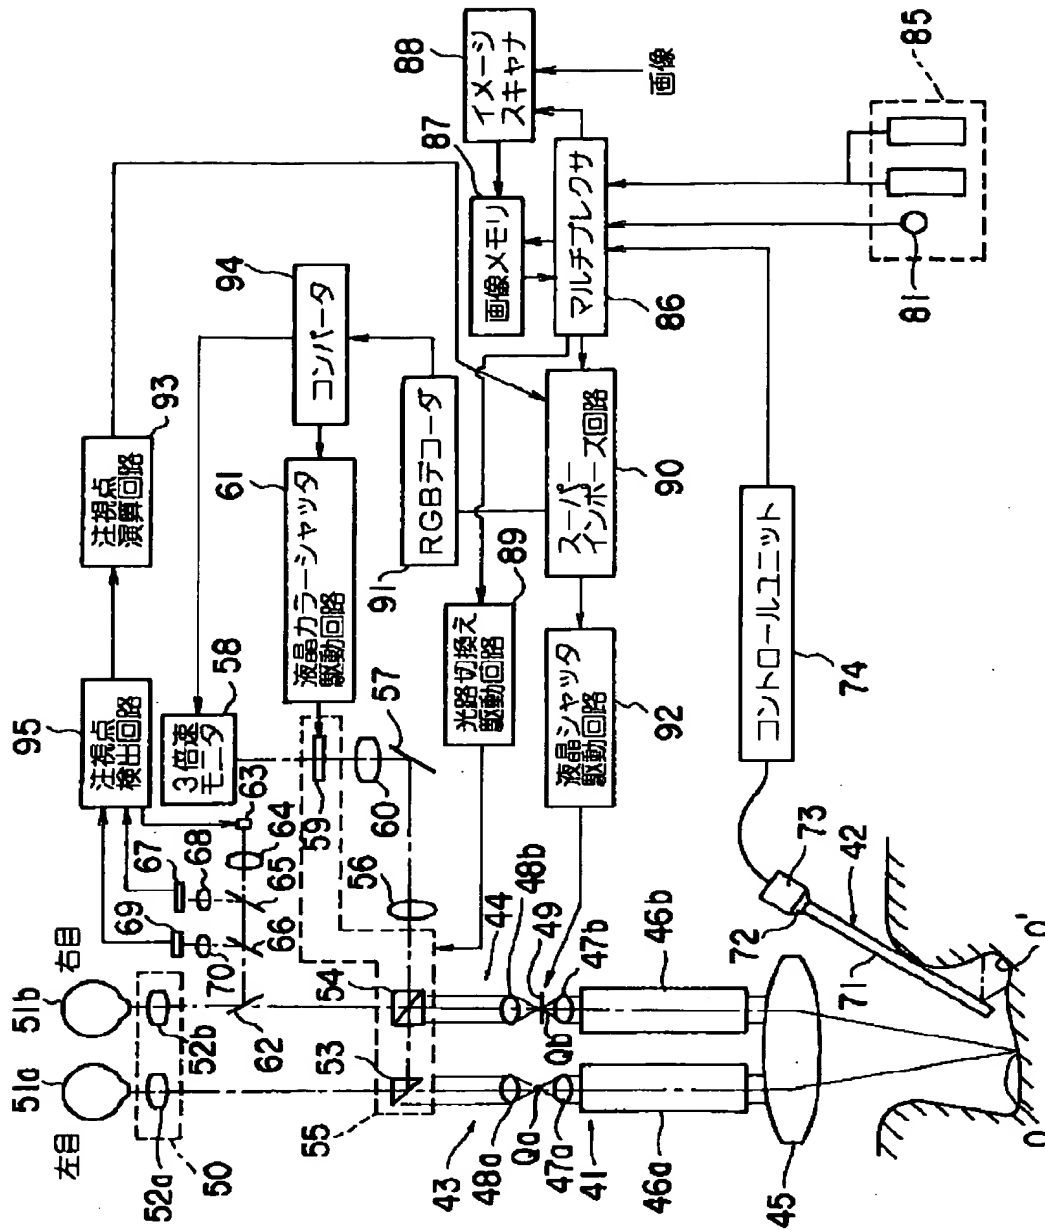 左目
右目
51a
51b
52a
52b
50
62
95
注視点
検出回路
93
注視点
演算回路
69
67
68
70
66
65
64
63
58
3倍速
モニタ
61
液晶カラーシャッタ
駆動回路
94
コンバータ
87
88
イメージ
スキャナ
画像メモリ
画像
59
60
57
56
91
RGBデコーダ
53
54
55
89
光路切換え
駆動回路
90
スーパー
インポーズ回路
86
マルチプレクサ
43
44
48a
48b
49
Qa
Qb
47a
47b
41
92
液晶シャッタ
駆動回路
46a
46b
45
74
コントロールユニット
81
85
73
72
42
71
O
O'